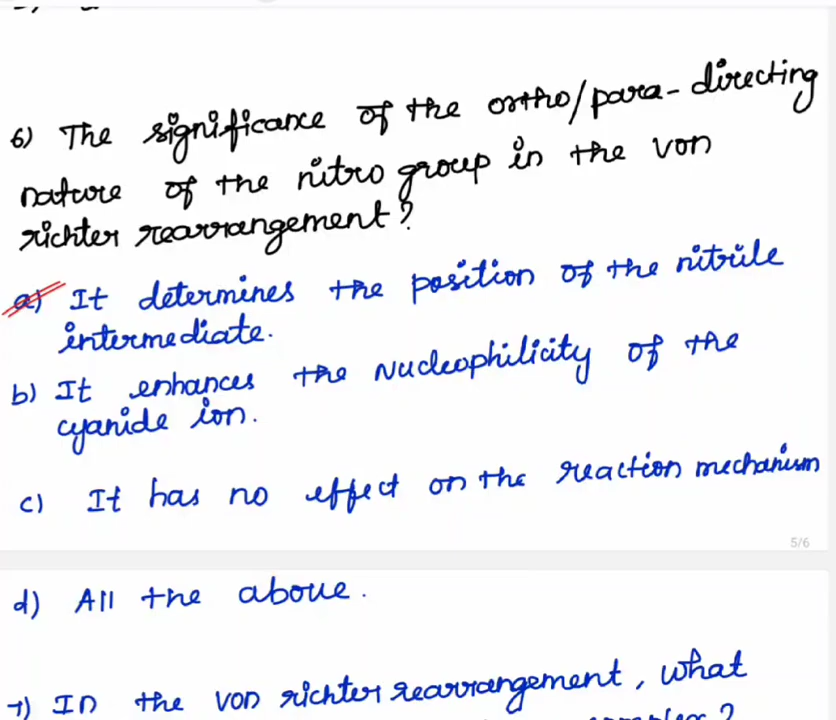 6) The significance of the ortho/para-directing
nature of the nitro group in the von
richter rearrangement?
a) It determines the position of the nitrile
intermediate.
b) It enhances the nucleophilicity of the
cyanide ion.
c) It has no effect on the reaction mechanism
5/6
d) All the above.
7) In the von richter rearrangement, what